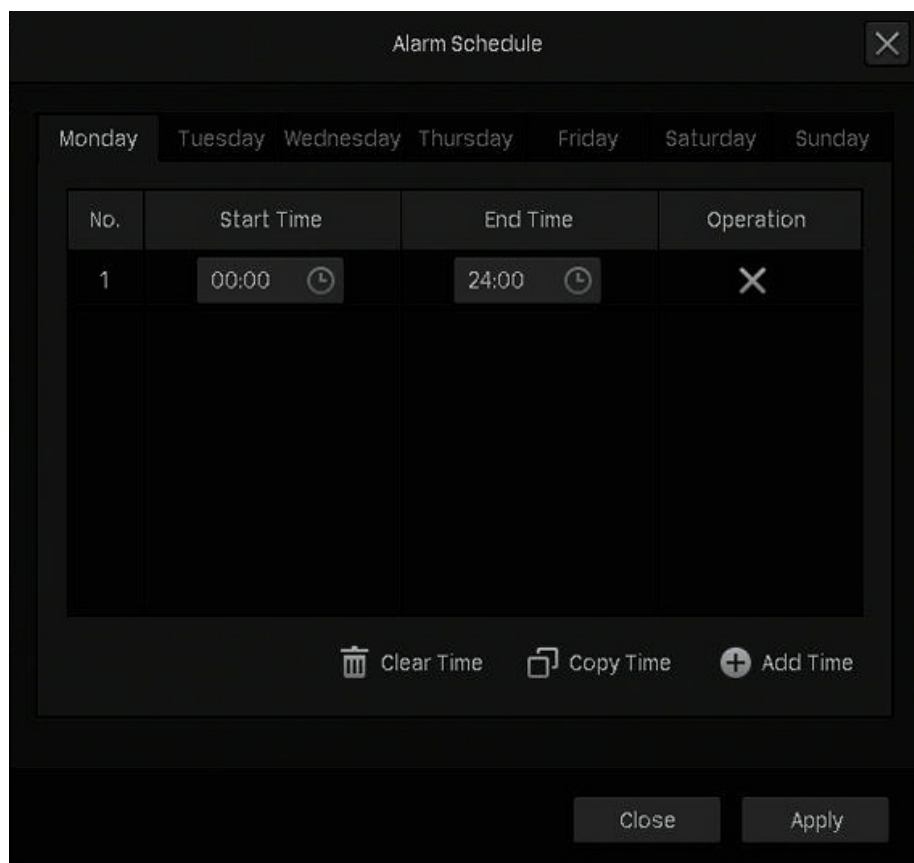 Alarm Schedule
Monday Tuesday Wednesday Thursday Friday Saturday Sunday
No. Start Time End Time Operation
1 00:00 24:00
Clear Time Copy Time Add Time
Close Apply